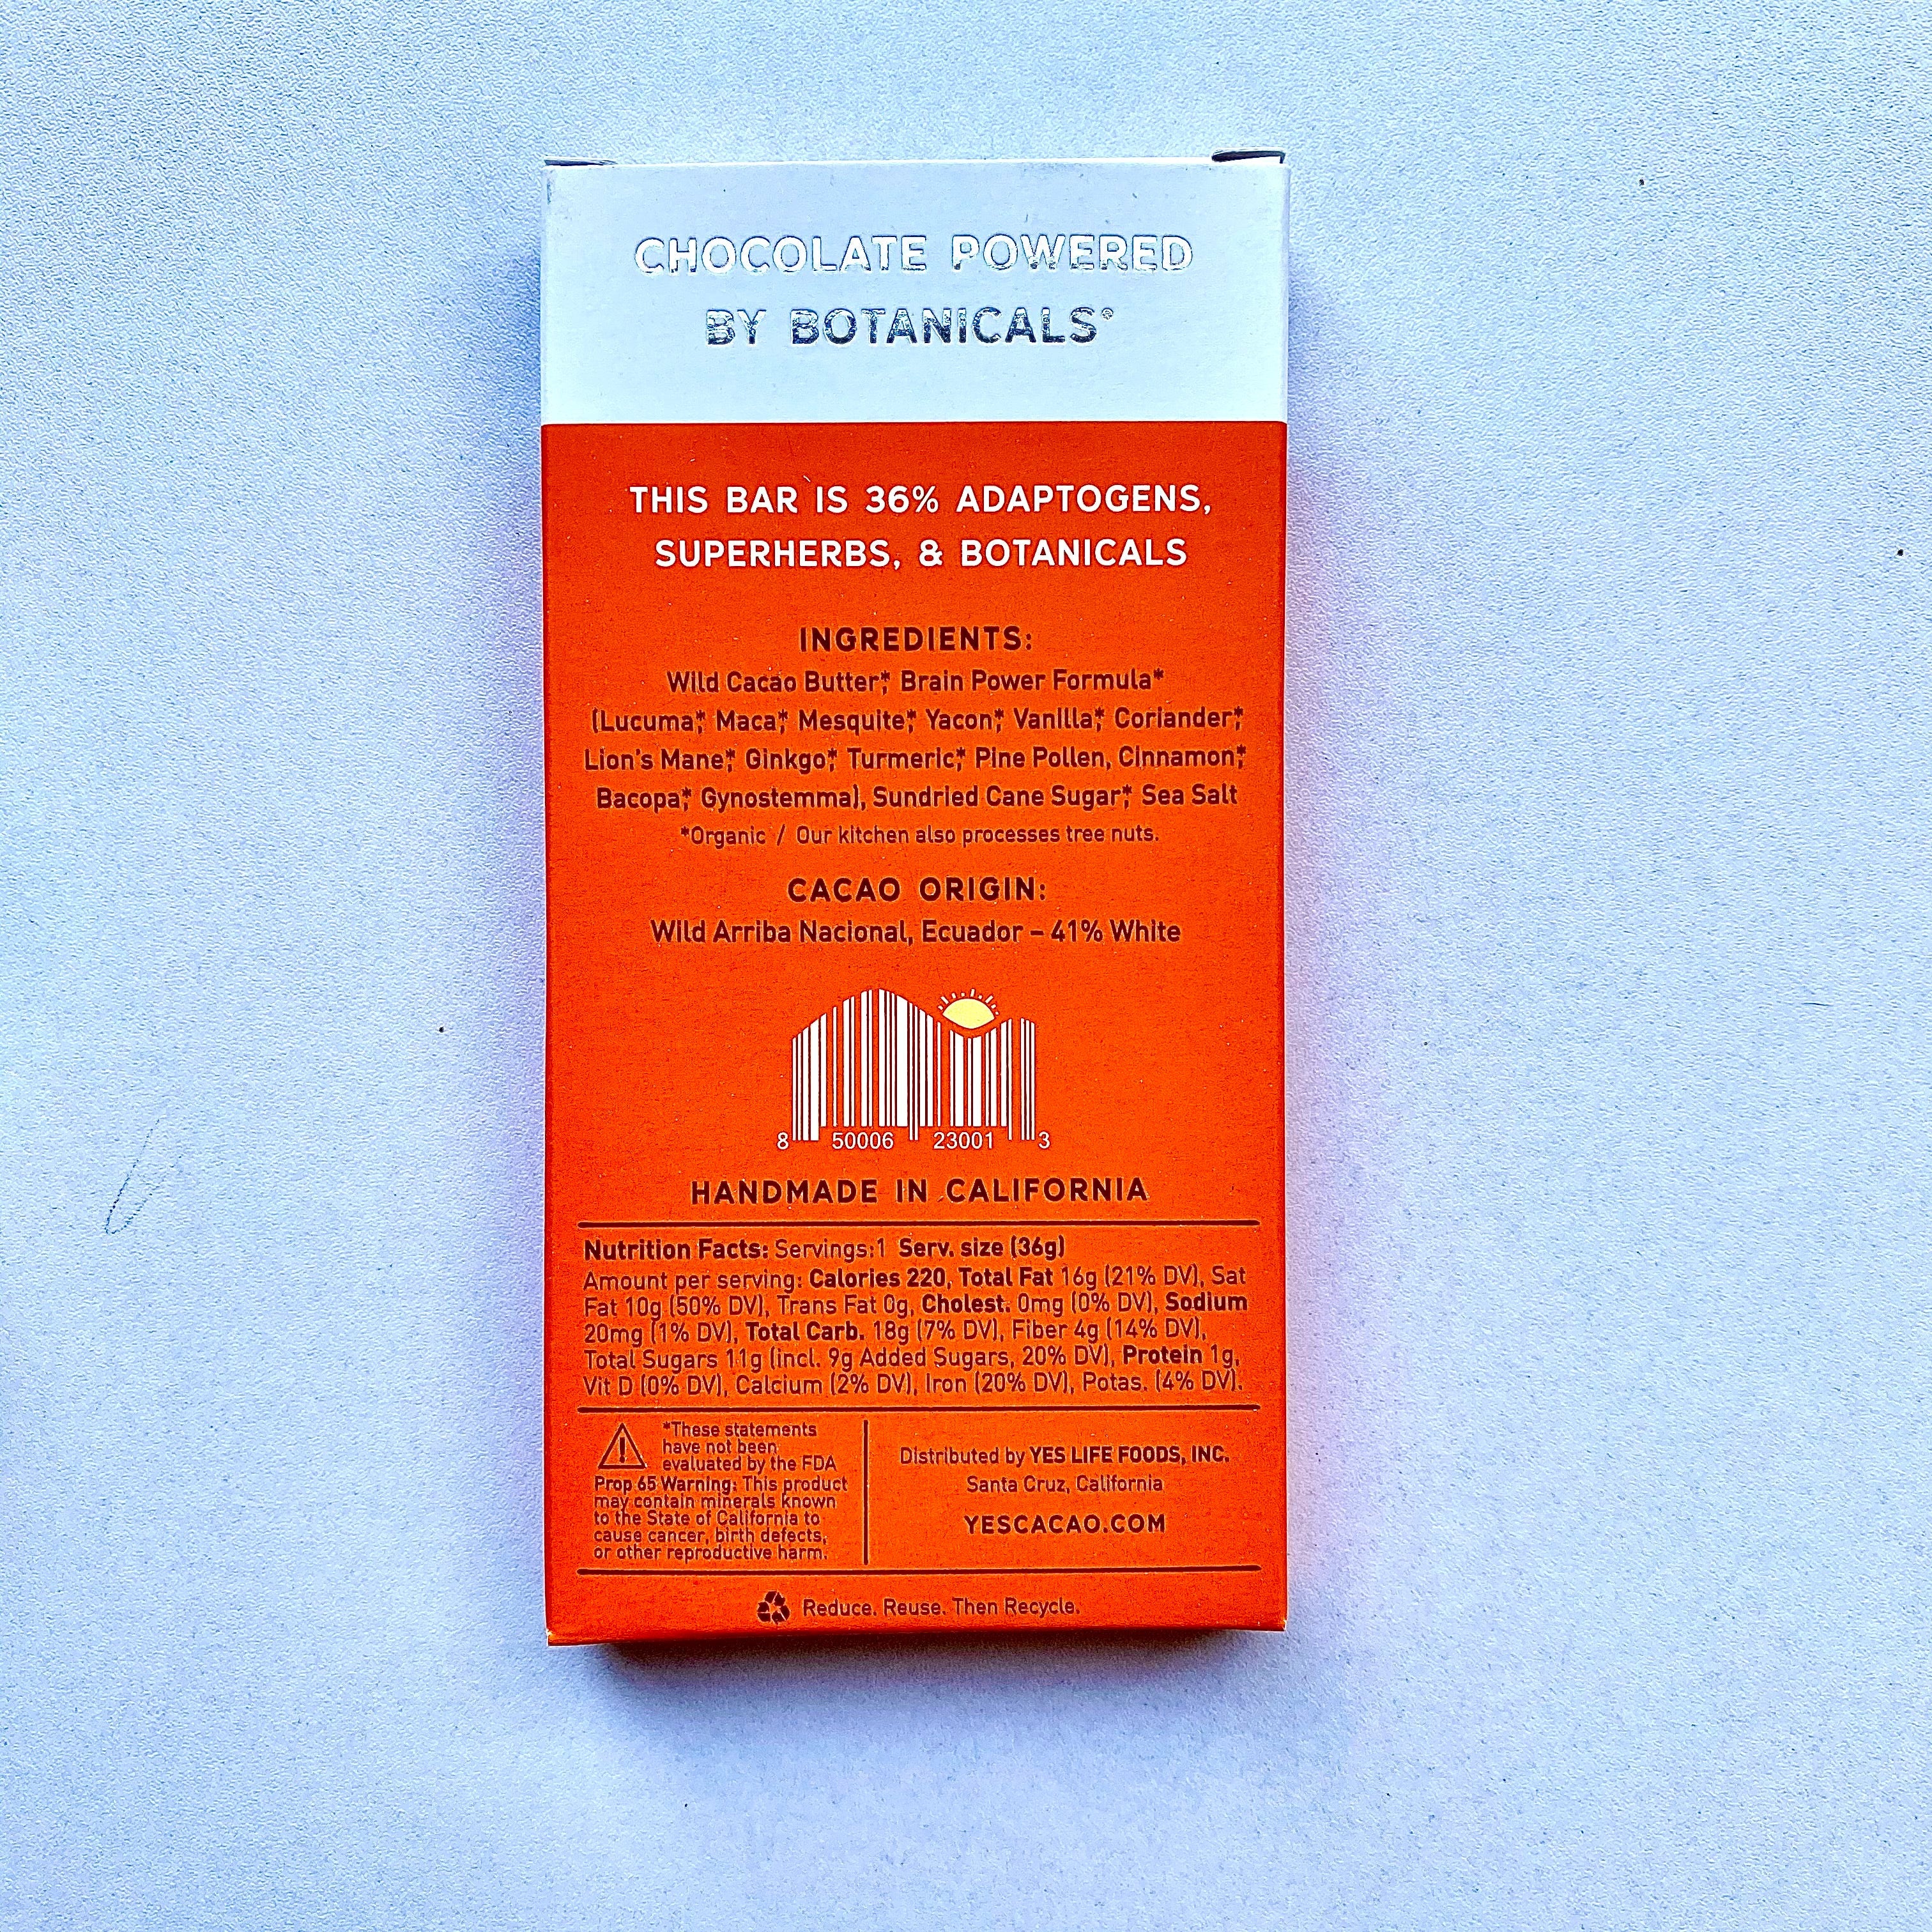 CHOCOLATE POWERED
BY BOTANICALS®
THIS BAR IS 36% ADAPTOGENS,
SUPERHERBS, & BOTANICALS
INGREDIENTS:
Wild Cacao Butter*, Brain Power Formula*
(Lucuma*, Maca*, Mesquite*, Yacon*, Vanilla*, Coriander*,
Lion's Mane*, Ginkgo*, Turmeric*, Pine Pollen, Cinnamon*,
Bacopa*, Gynostemma), Sundried Cane Sugar*, Sea Salt
*Organic / Our kitchen also processes tree nuts.
CACAO ORIGIN:
Wild Arriba Nacional, Ecuador – 41% White
8 50006 23001 3
HANDMADE IN CALIFORNIA
Nutrition Facts: Servings:1 Serv. size (36g)
Amount per serving: Calories 220, Total Fat 16g (21% DV), Sat
Fat 10g (50% DV), Trans Fat 0g, Cholest. 0mg (0% DV), Sodium
20mg (1% DV), Total Carb. 18g (7% DV), Fiber 4g (14% DV),
Total Sugars 11g (incl. 9g Added Sugars, 20% DV), Protein 1g,
Vit D (0% DV), Calcium (2% DV), Iron (20% DV), Potas. (4% DV).
*These statements
have not been
evaluated by the FDA
Prop 65 Warning: This product
may contain minerals known
to the State of California to
cause cancer, birth defects,
or other reproductive harm.
Distributed by YES LIFE FOODS, INC.
Santa Cruz, California
YESCACAO.COM
Reduce. Reuse. Then Recycle.